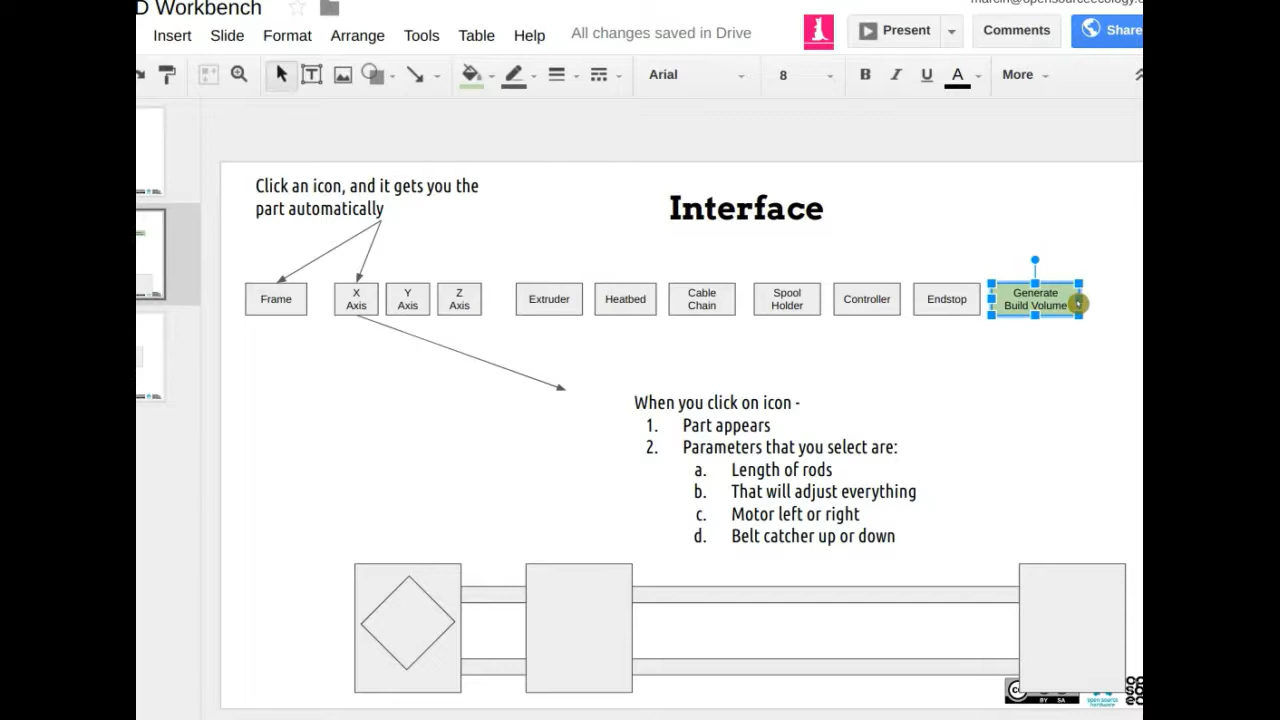 D Workbench
Insert Slide Format Arrange Tools Table Help All changes saved in Drive
Present
Comments
Share
Arial 8 B I U A More
Click an icon, and it gets you the
part automatically
Interface
Frame
X
Axis
Y
Axis
Z
Axis
Extruder
Heatbed
Cable
Chain
Spool
Holder
Controller
Endstop
Generate
Build Volume
When you click on icon -
1. Part appears
2. Parameters that you select are:
a. Length of rods
b. That will adjust everything
c. Motor left or right
d. Belt catcher up or down
BY SA